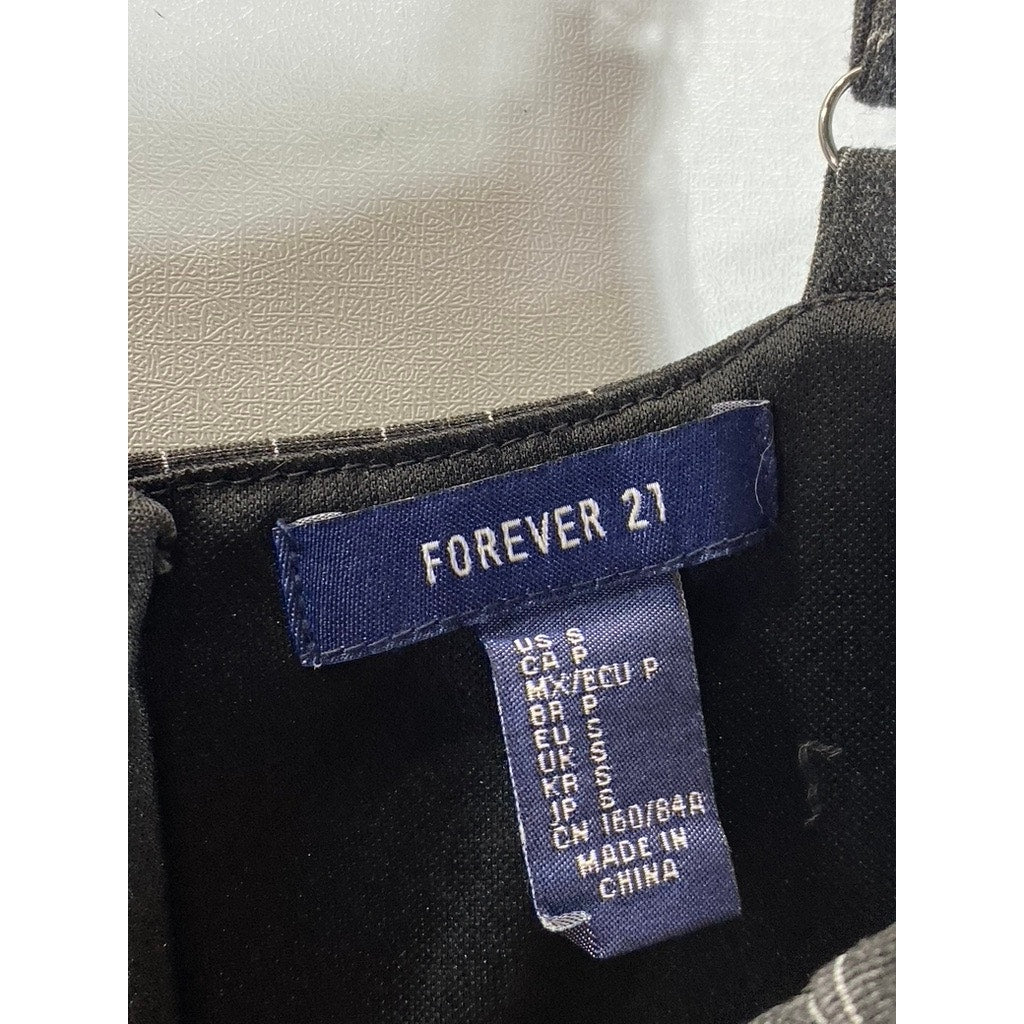 FOREVER 21
US S
CA P
MX/ECU P
BR P
EU S
UK S
KR S
JP S
CN 160/84A
MADE IN
CHINA